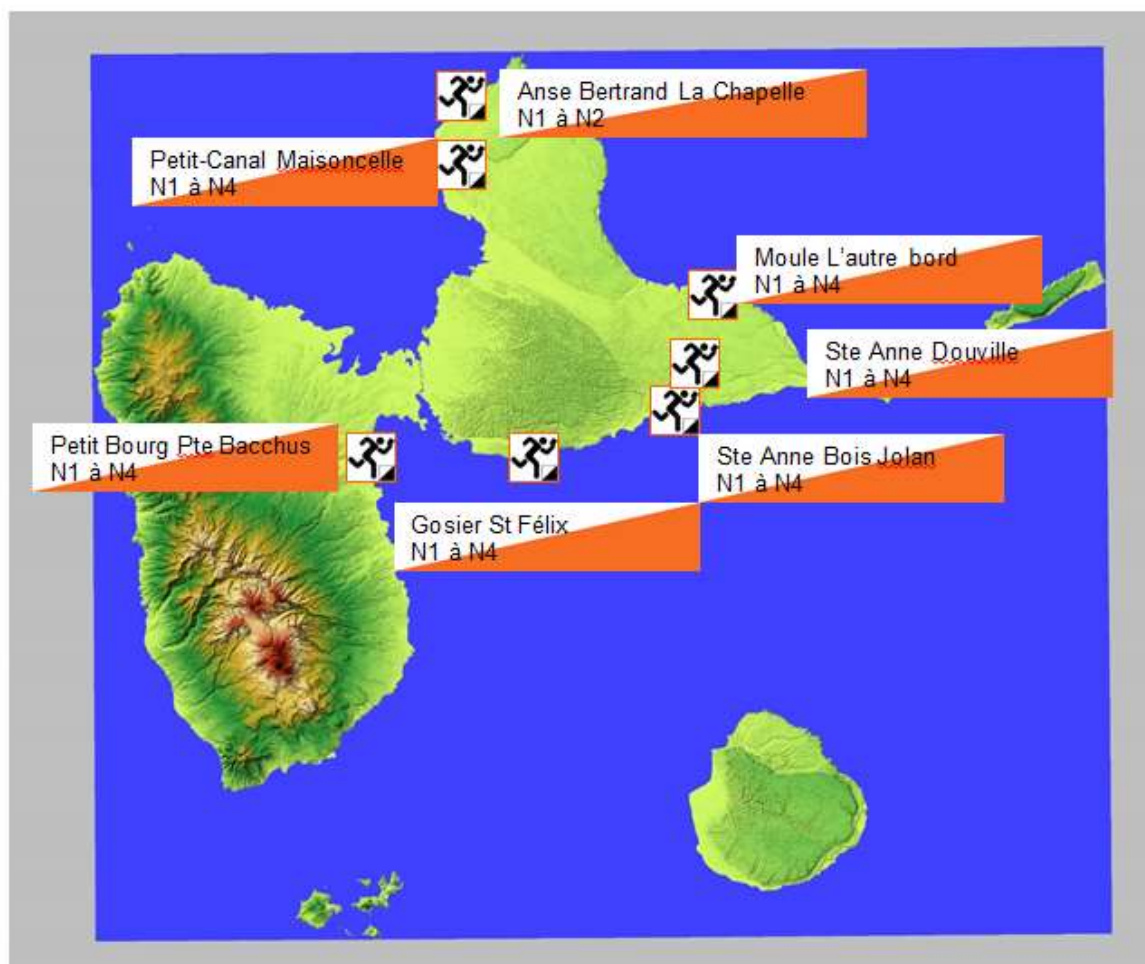 Anse Bertrand La Chapelle
N1 à N2
Petit-Canal Maisoncelle
N1 à N4
Moule L'autre bord
N1 à N4
Ste Anne Douville
N1 à N4
Petit Bourg Pte Bacchus
N1 à N4
Ste Anne Bois Jolan
N1 à N4
Gosier St Félix
N1 à N4